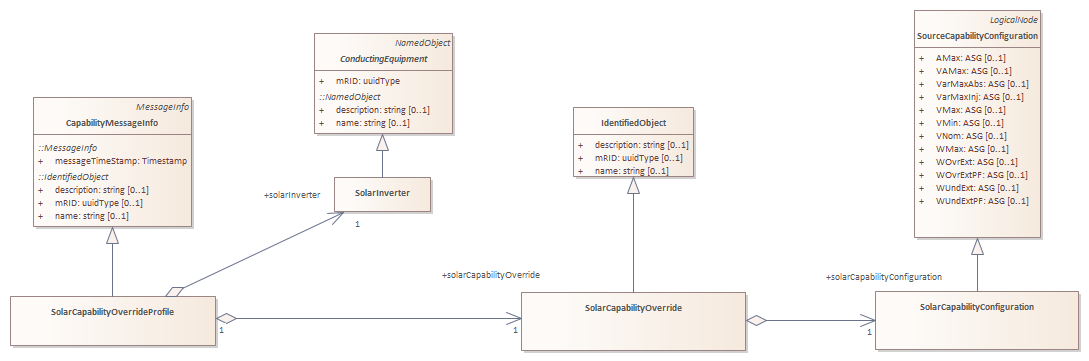 LogicalNode
SourceCapabilityConfiguration
+ AMax: ASG [0..1]
+ VAMax: ASG [0..1]
+ VarMaxAbs: ASG [0..1]
+ VarMaxInj: ASG [0..1]
+ VMax: ASG [0..1]
+ VMin: ASG [0..1]
+ VNom: ASG [0..1]
+ WMax: ASG [0..1]
+ WOvrExt: ASG [0..1]
+ WOvrExtPF: ASG [0..1]
+ WUndExt: ASG [0..1]
+ WUndExtPF: ASG [0..1]
NamedObject
ConductingEquipment
+ mRID: uuidType
::NamedObject
+ description: string [0..1]
+ name: string [0..1]
MessageInfo
CapabilityMessageInfo
::MessageInfo
+ messageTimeStamp: Timestamp
::IdentifiedObject
+ description: string [0..1]
+ mRID: uuidType [0..1]
+ name: string [0..1]
IdentifiedObject
+ description: string [0..1]
+ mRID: uuidType [0..1]
+ name: string [0..1]
+solarInverter
SolarInverter
1
+solarCapabilityOverride
+solarCapabilityConfiguration
SolarCapabilityOverrideProfile
1
1
SolarCapabilityOverride
1
SolarCapabilityConfiguration